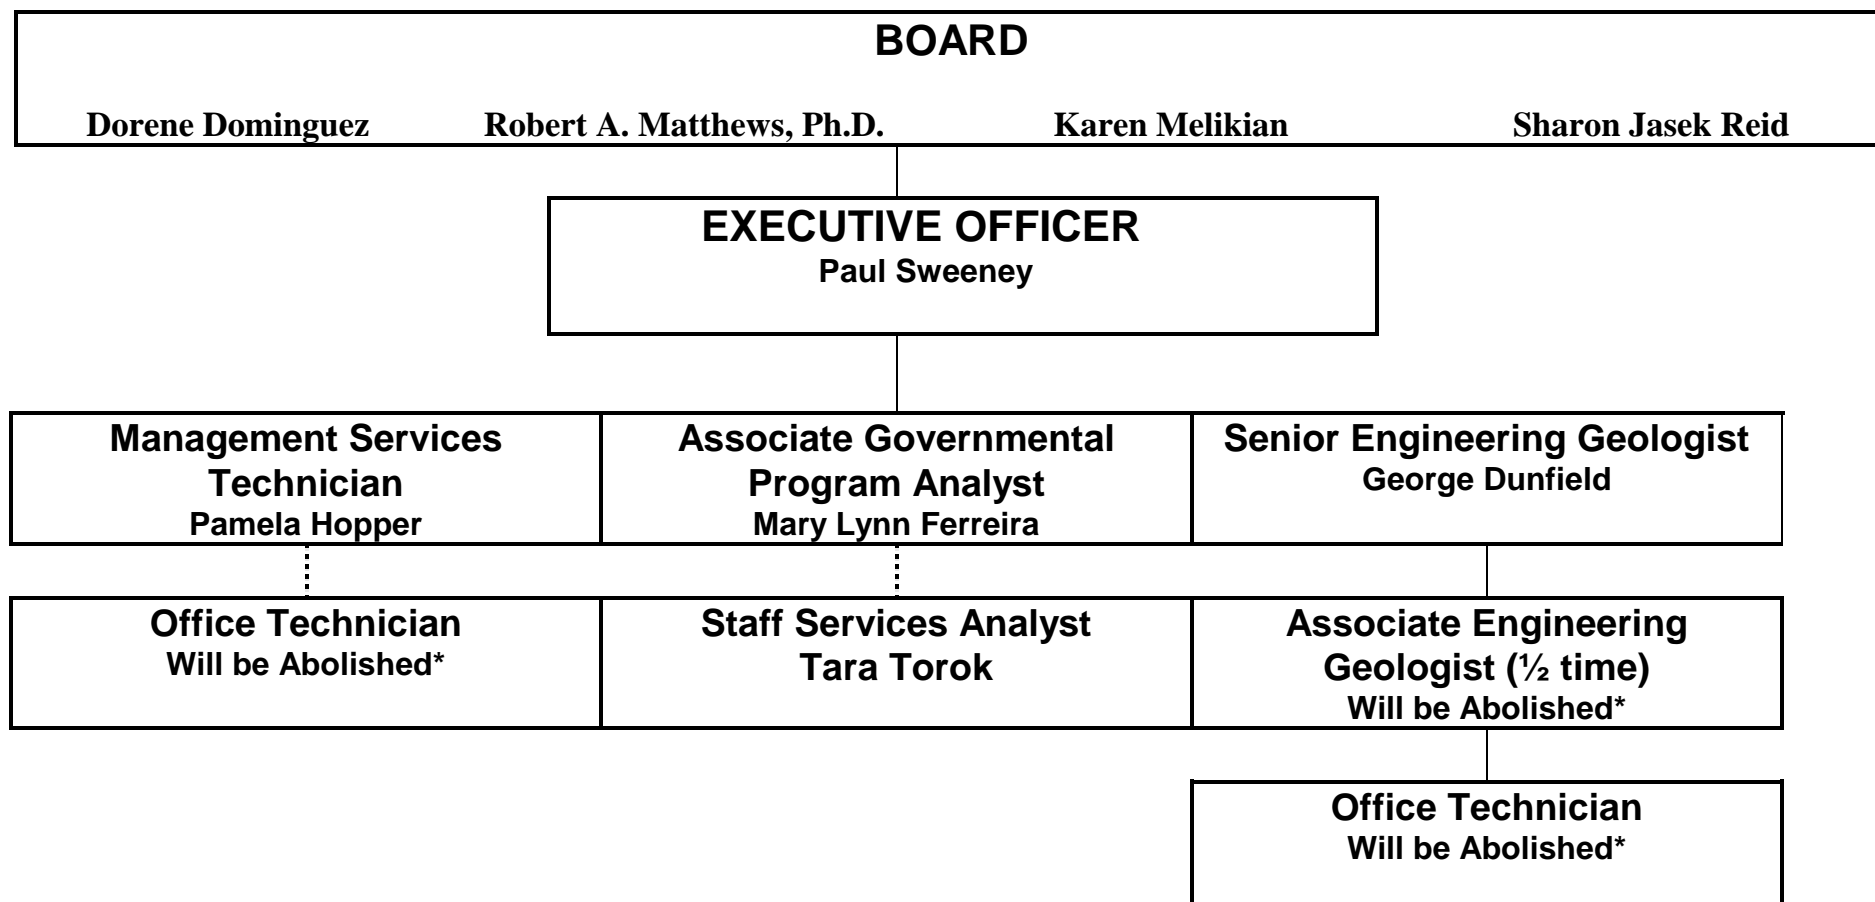 BOARD
Dorene Dominguez Robert A. Matthews, Ph.D. Karen Melikian Sharon Jasek Reid
EXECUTIVE OFFICER
Paul Sweeney
Management Services
Technician
Pamela Hopper
Associate Governmental
Program Analyst
Mary Lynn Ferreira
Senior Engineering Geologist
George Dunfield
Office Technician
Will be Abolished*
Staff Services Analyst
Tara Torok
Associate Engineering
Geologist (½ time)
Will be Abolished*
Office Technician
Will be Abolished*